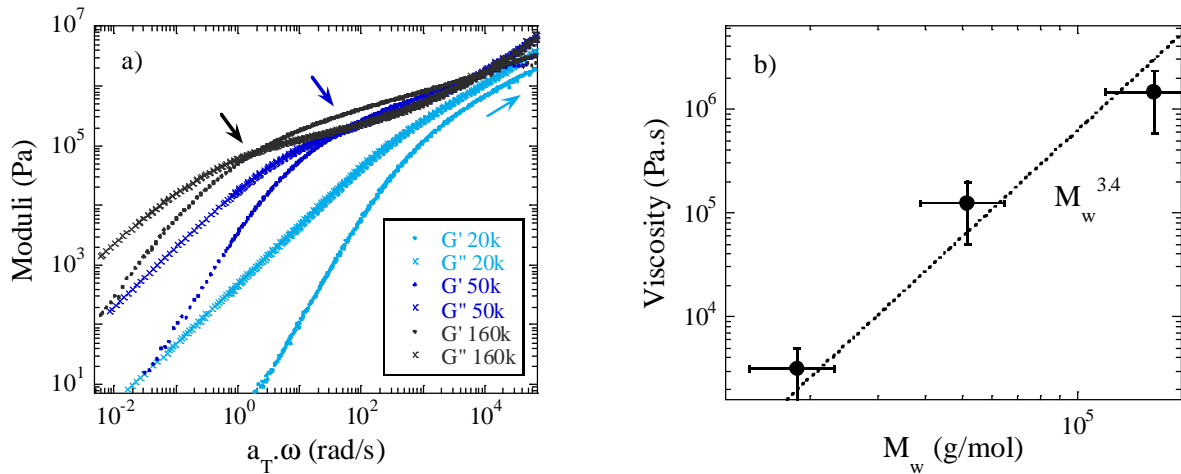 a)
Moduli (Pa)
10^7
10^5
10^3
10^1
10^-2
10^0
10^2
10^4
a_T.ω (rad/s)
G' 20k
G'' 20k
G' 50k
G'' 50k
G' 160k
G'' 160k
b)
Viscosity (Pa.s)
10^6
10^5
10^4
M_w^3.4
10^5
M_w (g/mol)